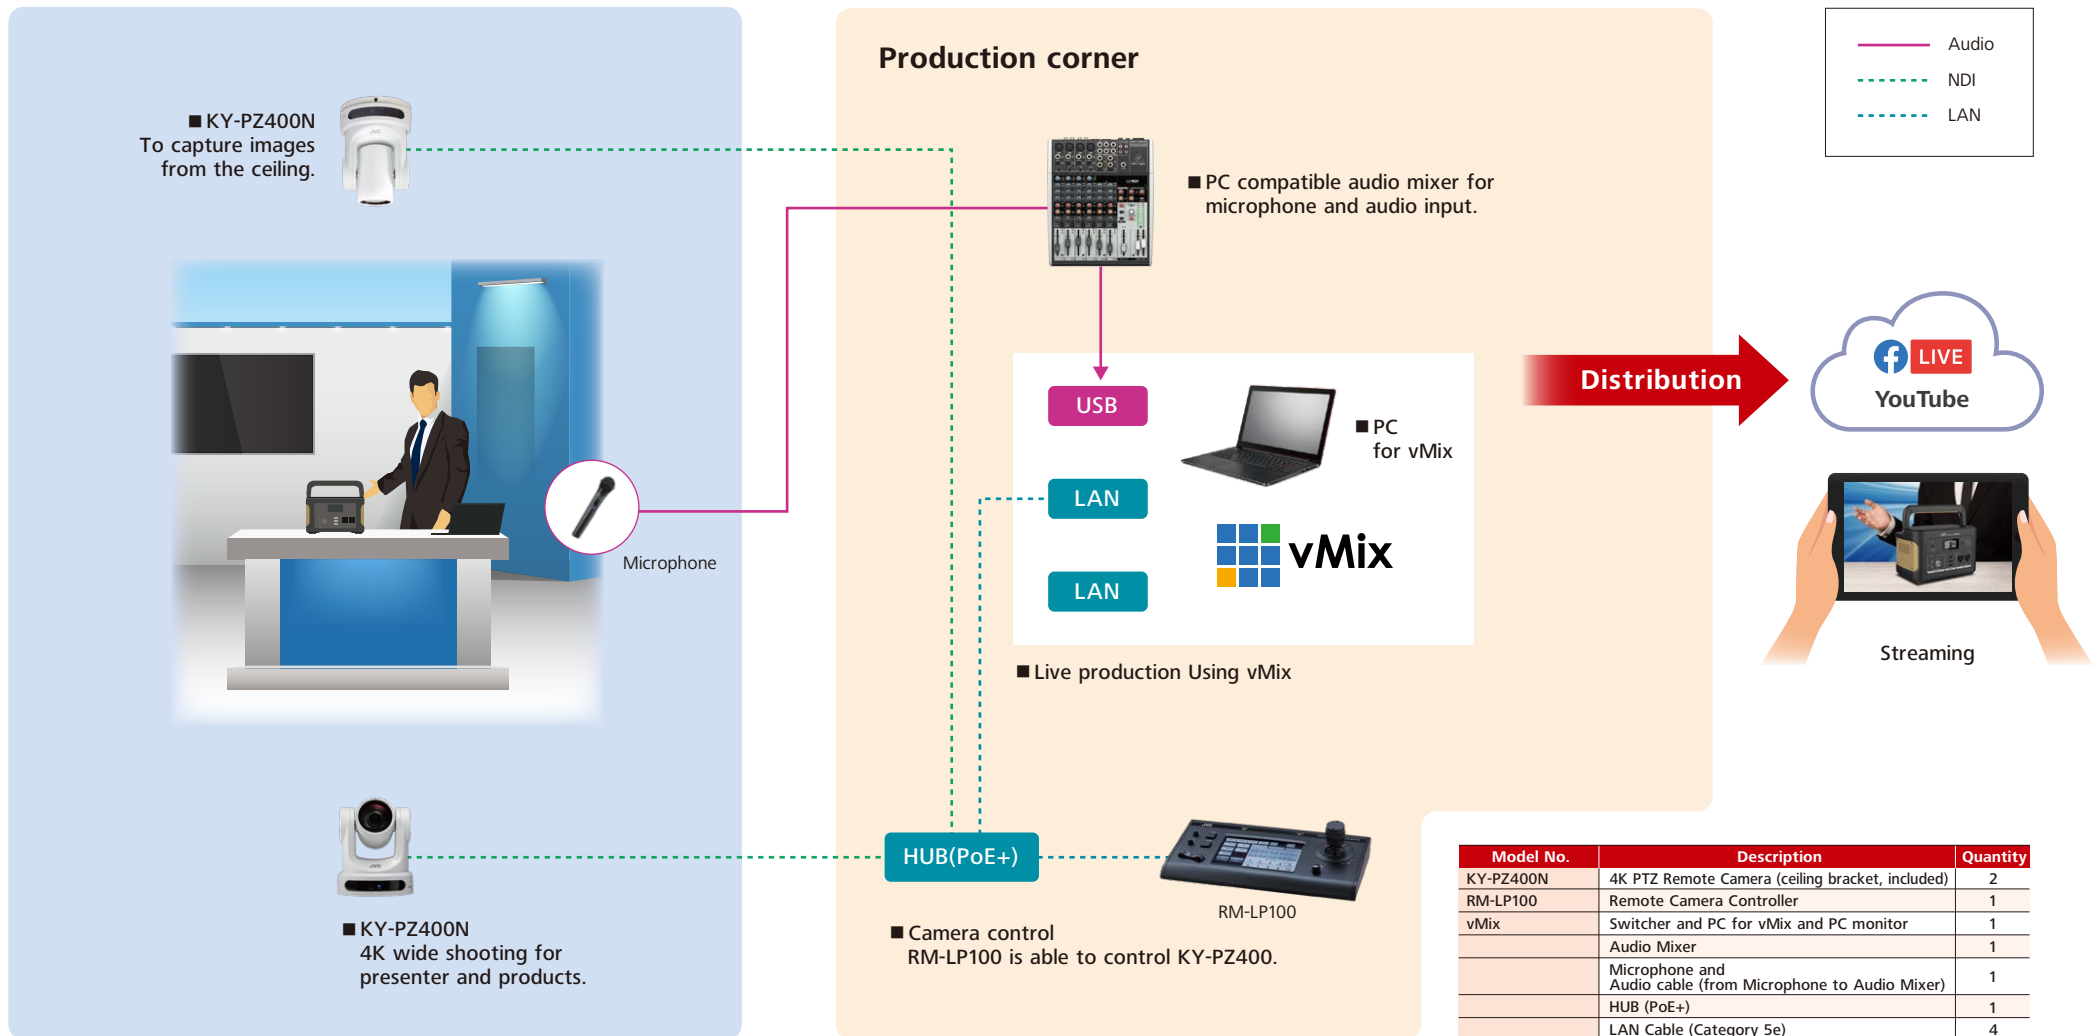 Production corner
Audio
NDI
LAN
■ KY-PZ400N
To capture images
from the ceiling.
■ PC compatible audio mixer for
microphone and audio input.
LIVE
YouTube
Distribution
USB
■ PC
for vMix
LAN
vMix
LAN
Microphone
Streaming
■ Live production Using vMix
HUB(PoE+)
RM-LP100
■ KY-PZ400N
4K wide shooting for
presenter and products.
■ Camera control
RM-LP100 is able to control KY-PZ400.
Model No. Description Quantity
KY-PZ400N 4K PTZ Remote Camera (ceiling bracket, included) 2
RM-LP100 Remote Camera Controller 1
vMix Switcher and PC for vMix and PC monitor 1
Audio Mixer 1
Microphone and
Audio cable (from Microphone to Audio Mixer) 1
HUB (PoE+) 1
LAN Cable (Category 5e) 4